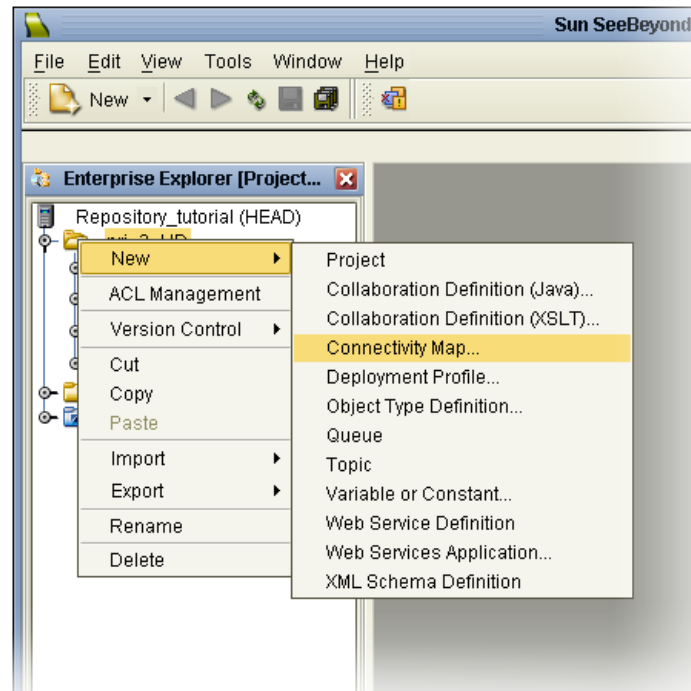 Sun SeeBeyond
File Edit View Tools Window Help
New
Enterprise Explorer [Project...
Repository_tutorial (HEAD)
New
ACL Management
Version Control
Cut
Copy
Paste
Import
Export
Rename
Delete
Project
Collaboration Definition (Java)...
Collaboration Definition (XSLT)...
Connectivity Map...
Deployment Profile...
Object Type Definition...
Queue
Topic
Variable or Constant...
Web Service Definition
Web Services Application...
XML Schema Definition